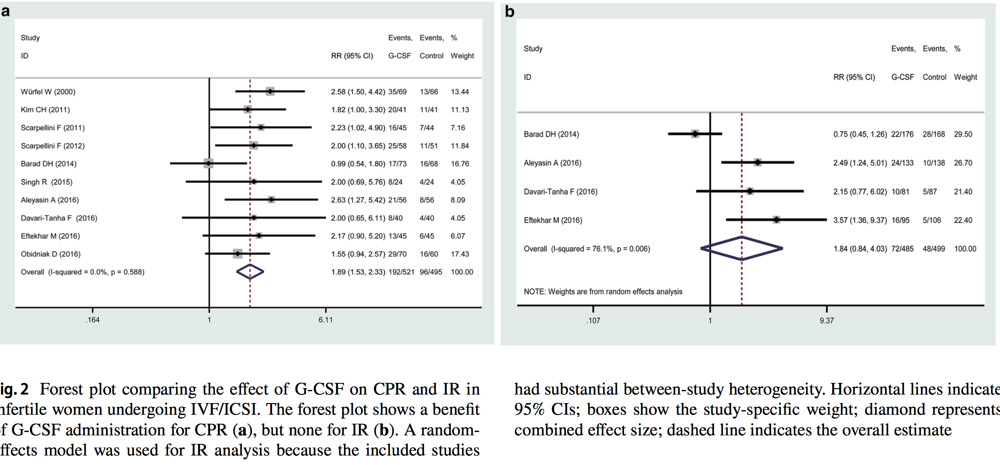 a
Study Events, Events, %
ID RR (95% CI) G-CSF Control Weight
Würfel W (2000) 2.58 (1.50, 4.42) 35/69 13/66 13.44
Kim CH (2011) 1.82 (1.00, 3.30) 20/41 11/41 11.13
Scarpellini F (2011) 2.23 (1.02, 4.90) 16/45 7/44 7.16
Scarpellini F (2012) 2.00 (1.10, 3.65) 25/58 11/51 11.84
Barad DH (2014) 0.99 (0.54, 1.80) 17/73 16/68 16.76
Singh R (2015) 2.00 (0.69, 5.76) 8/24 4/24 4.05
Aleyasin A (2016) 2.63 (1.27, 5.42) 21/56 8/56 8.09
Davari-Tanha F (2016) 2.00 (0.65, 6.11) 8/40 4/40 4.05
Eftekhar M (2016) 2.17 (0.90, 5.20) 13/45 6/45 6.07
Obidniak D (2016) 1.55 (0.94, 2.57) 29/70 16/60 17.43
Overall (I-squared = 0.0%, p = 0.588) 1.89 (1.53, 2.33) 192/521 96/495 100.00
.164 1 6.11
b
Study Events, Events, %
ID RR (95% CI) G-CSF Control Weight
Barad DH (2014) 0.75 (0.45, 1.26) 22/176 28/168 29.50
Aleyasin A (2016) 2.49 (1.24, 5.01) 24/133 10/138 26.70
Davari-Tanha F (2016) 2.15 (0.77, 6.02) 10/81 5/87 21.40
Eftekhar M (2016) 3.57 (1.36, 9.37) 16/95 5/106 22.40
Overall (I-squared = 76.1%, p = 0.006) 1.84 (0.84, 4.03) 72/485 48/499 100.00
NOTE: Weights are from random effects analysis
.107 1 9.37
ig. 2 Forest plot comparing the effect of G-CSF on CPR and IR in
nfertile women undergoing IVF/ICSI. The forest plot shows a benefit
f G-CSF administration for CPR (a), but none for IR (b). A random-
ffects model was used for IR analysis because the included studies
had substantial between-study heterogeneity. Horizontal lines indicate
95% CIs; boxes show the study-specific weight; diamond represents
combined effect size; dashed line indicates the overall estimate